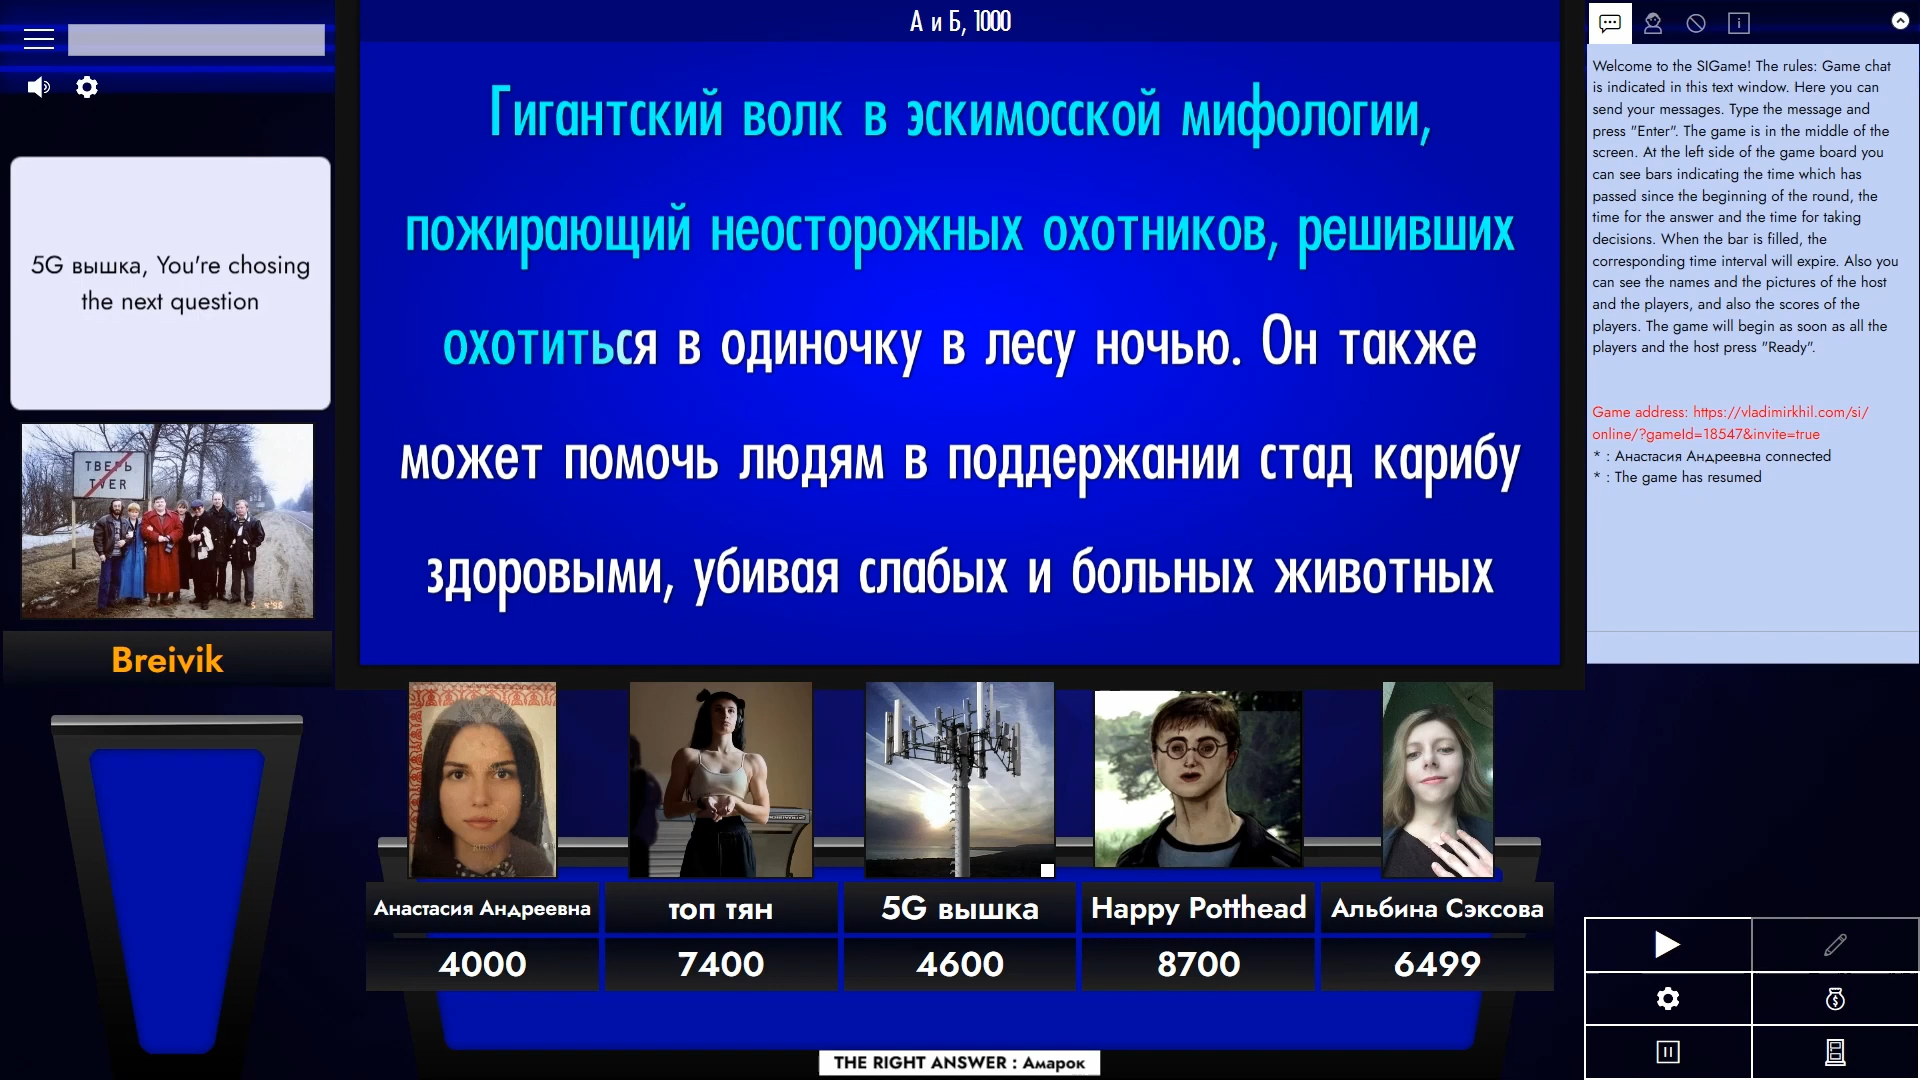 А и Б, 1000
Гигантский волк в эскимосской мифологии,
пожирающий неосторожных охотников, решивших
охотиться в одиночку в лесу ночью. Он также
может помочь людям в поддержании стад карибу
здоровыми, убивая слабых и больных животных
5G вышка, You're chosing
the next question
ТВЕРЬ
TVER
Breivik
Welcome to the SIGame! The rules: Game chat
is indicated in this text window. Here you can
send your messages. Type the message and
press "Enter". The game is in the middle of the
screen. At the left side of the game board you
can see bars indicating the time which has
passed since the beginning of the round, the
time for the answer and the time for taking
decisions. When the bar is filled, the
corresponding time interval will expire. Also you
can see the names and the pictures of the host
and the players, and also the scores of the
players. The game will begin as soon as all the
players and the host press "Ready".
Game address: https://vladimirkhil.com/si/
online/?gameId=18547&invite=true
* : Анастасия Андреевна connected
* : The game has resumed
Анастасия Андреевна
топ тян
5G вышка
Happy Potthead
Альбина Сэксова
4000
7400
4600
8700
6499
THE RIGHT ANSWER : Амарок